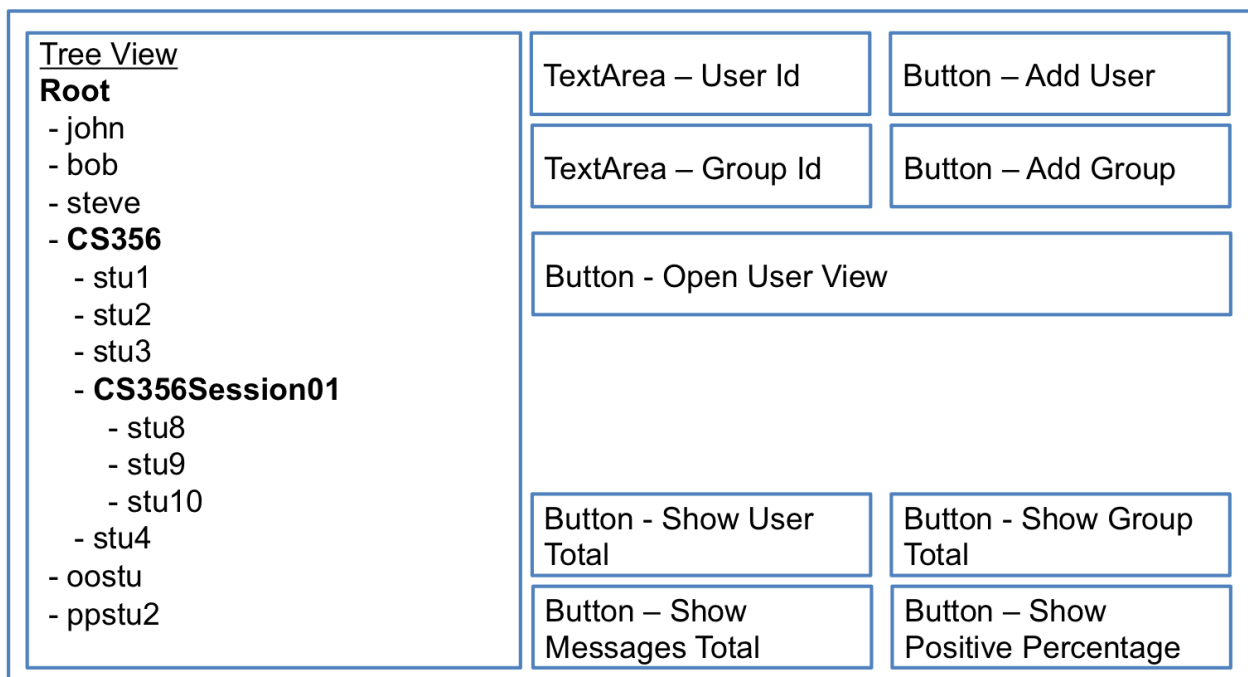 Tree View
Root
- john
- bob
- steve
- CS356
- stu1
- stu2
- stu3
- CS356Session01
- stu8
- stu9
- stu10
- stu4
- oostu
- ppstu2
TextArea – User Id
Button – Add User
TextArea – Group Id
Button – Add Group
Button - Open User View
Button - Show User
Total
Button - Show Group
Total
Button – Show
Messages Total
Button – Show
Positive Percentage